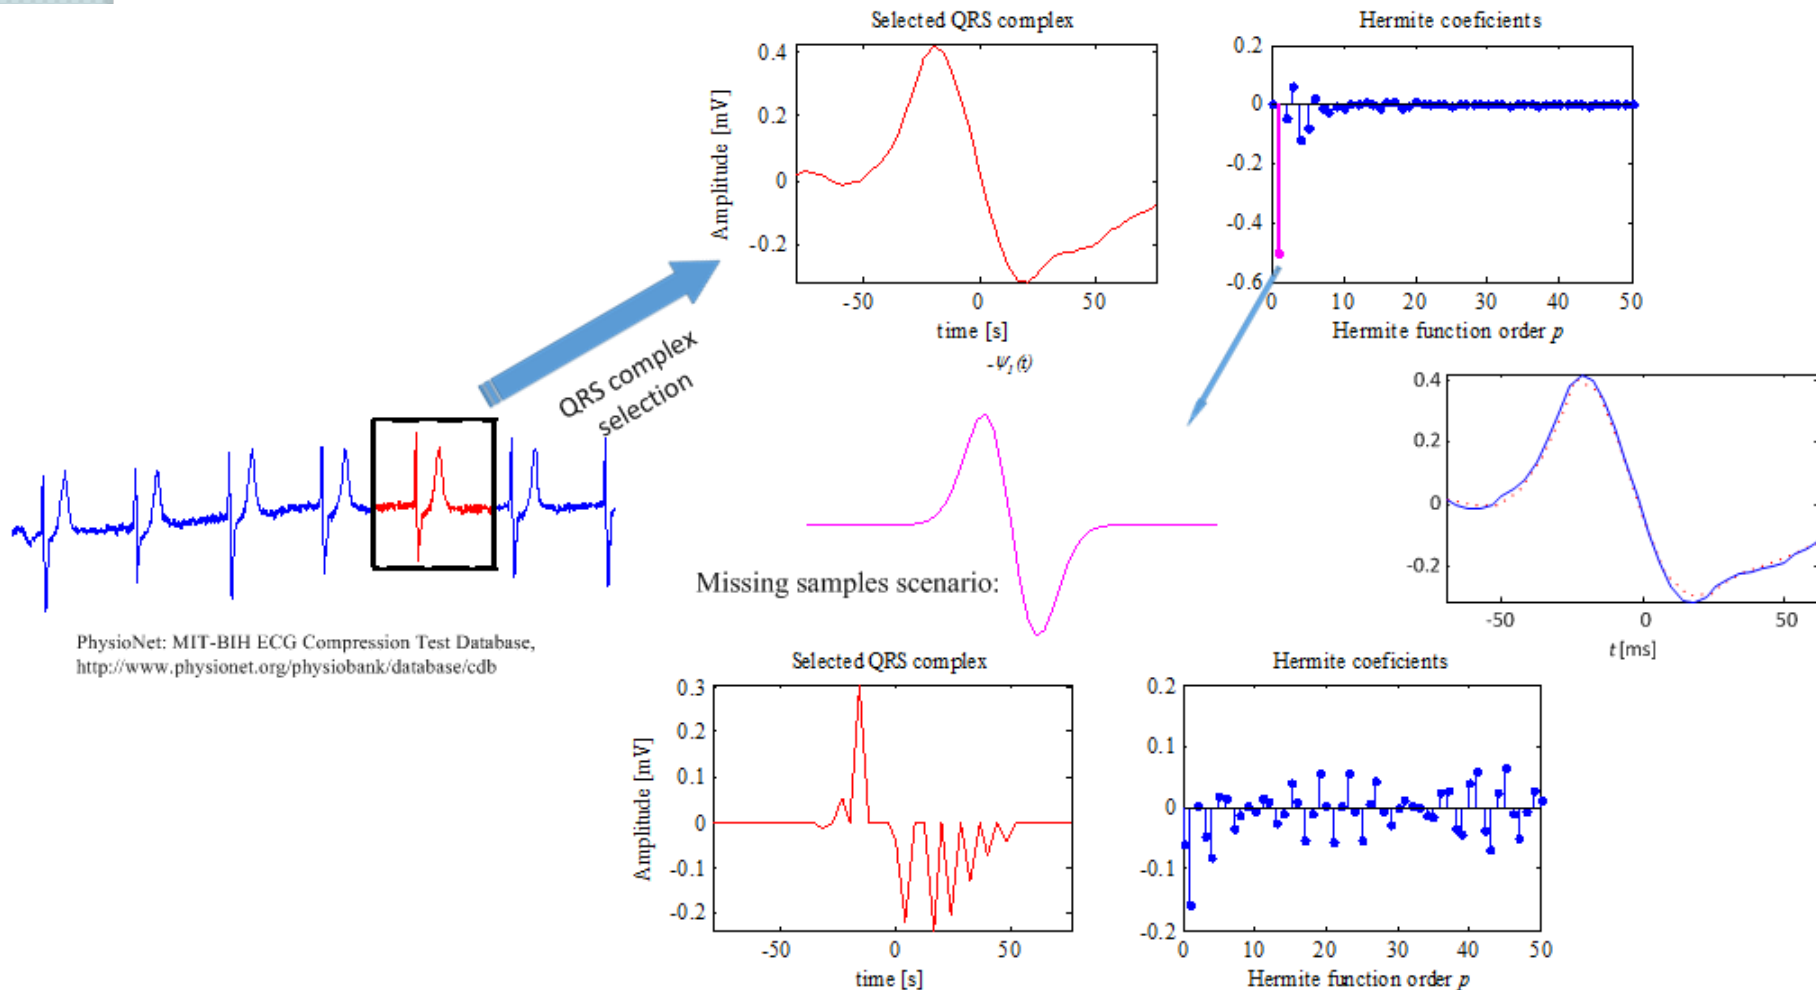 Selected QRS complex
0.4
0.2
0
-0.2
Amplitude [mV]
-50
0
50
time [s]
Hermite coeficients
0.2
0
-0.2
-0.4
-0.6
0
10
20
30
40
50
Hermite function order p
QRS complex
selection
-Ψ1(t)
0.4
0.2
0
-0.2
-50
0
50
t [ms]
PhysioNet: MIT-BIH ECG Compression Test Database,
http://www.physionet.org/physiobank/database/cdb
Missing samples scenario:
Selected QRS complex
0.3
0.2
0.1
0
-0.1
-0.2
Amplitude [mV]
-50
0
50
time [s]
Hermite coeficients
0.2
0.1
0
-0.1
-0.2
0
10
20
30
40
50
Hermite function order p